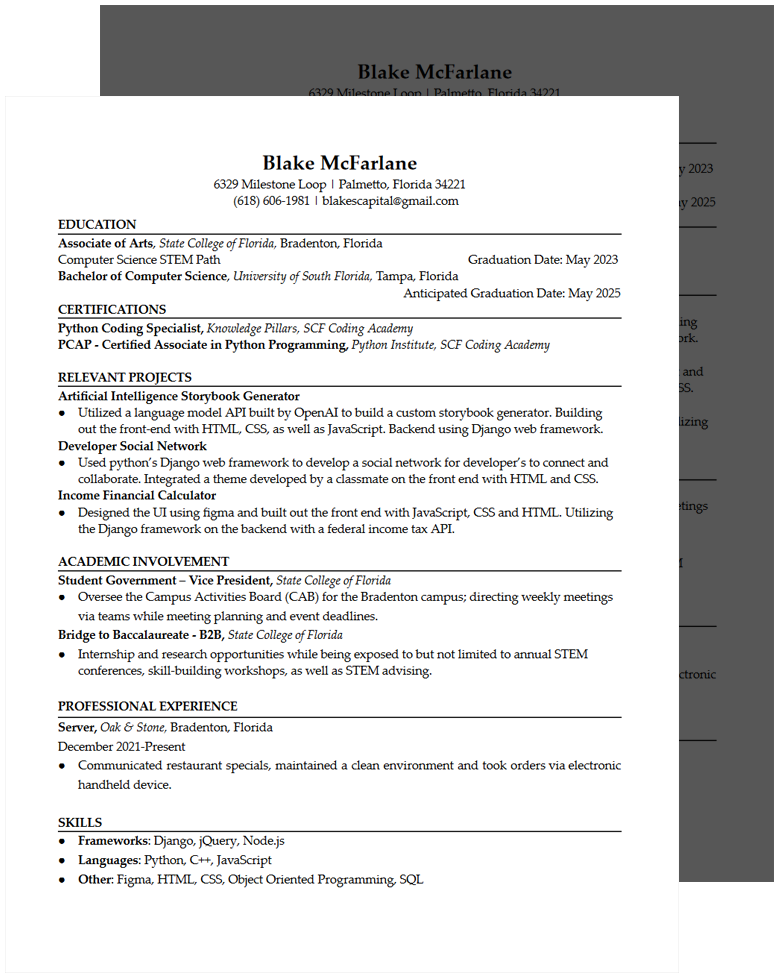 Blake McFarlane
6329 Milestone Loop | Palmetto, Florida 34221
y 2023
ay 2025
ing
ork.
and
SS.
lizing
etings
ctronic
Blake McFarlane
6329 Milestone Loop | Palmetto, Florida 34221
(618) 606-1981 | blakescapital@gmail.com
EDUCATION
Associate of Arts, State College of Florida, Bradenton, Florida
Computer Science STEM Path Graduation Date: May 2023
Bachelor of Computer Science, University of South Florida, Tampa, Florida
Anticipated Graduation Date: May 2025
CERTIFICATIONS
Python Coding Specialist, Knowledge Pillars, SCF Coding Academy
PCAP - Certified Associate in Python Programming, Python Institute, SCF Coding Academy
RELEVANT PROJECTS
Artificial Intelligence Storybook Generator
● Utilized a language model API built by OpenAI to build a custom storybook generator. Building
out the front-end with HTML, CSS, as well as JavaScript. Backend using Django web framework.
Developer Social Network
● Used python's Django web framework to develop a social network for developer's to connect and
collaborate. Integrated a theme developed by a classmate on the front end with HTML and CSS.
Income Financial Calculator
● Designed the UI using figma and built out the front end with JavaScript, CSS and HTML. Utilizing
the Django framework on the backend with a federal income tax API.
ACADEMIC INVOLVEMENT
Student Government – Vice President, State College of Florida
● Oversee the Campus Activities Board (CAB) for the Bradenton campus; directing weekly meetings
via teams while meeting planning and event deadlines.
Bridge to Baccalaureate - B2B, State College of Florida
● Internship and research opportunities while being exposed to but not limited to annual STEM
conferences, skill-building workshops, as well as STEM advising.
PROFESSIONAL EXPERIENCE
Server, Oak & Stone, Bradenton, Florida
December 2021-Present
● Communicated restaurant specials, maintained a clean environment and took orders via electronic
handheld device.
SKILLS
● Frameworks: Django, jQuery, Node.js
● Languages: Python, C++, JavaScript
● Other: Figma, HTML, CSS, Object Oriented Programming, SQL